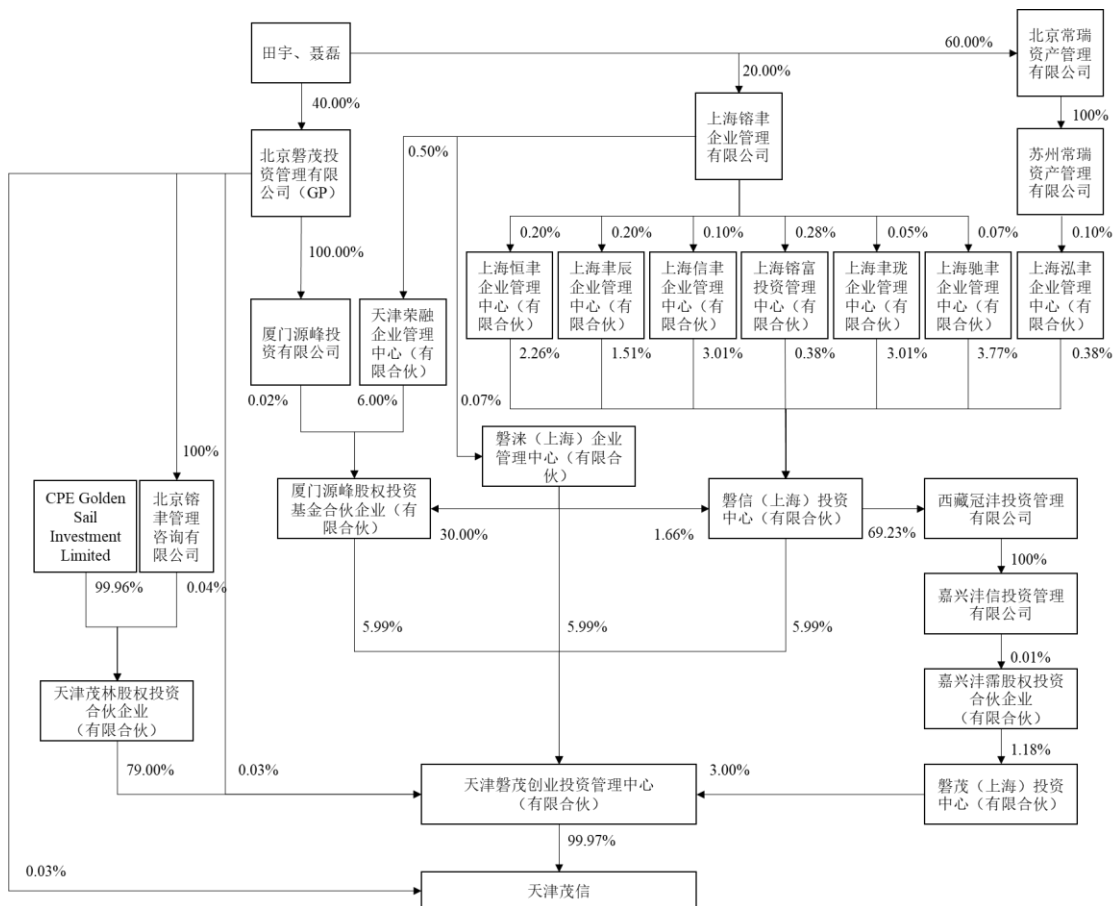 田宇、聂磊
60.00%
北京常瑞
资产管理
有限公司
20.00%
40.00%
上海镕聿
企业管理
有限公司
100%
北京磐茂投
资管理有限
公司（GP）
0.50%
苏州常瑞
资产管理
有限公司
100.00%
0.20%
0.20%
0.10%
0.28%
0.05%
0.07%
0.10%
厦门源峰投
资有限公司
天津荣融
企业管理
中心（有
限合伙）
上海恒聿
企业管理
中心（有
限合伙）
上海聿辰
企业管理
中心（有
限合伙）
上海信聿
企业管理
中心（有
限合伙）
上海镕富
投资管理
中心（有
限合伙）
上海聿珑
企业管理
中心（有
限合伙）
上海驰聿
企业管理
中心（有
限合伙）
上海泓聿
企业管理
中心（有
限合伙）
2.26%
1.51%
3.01%
0.38%
3.01%
3.77%
0.38%
0.02%
6.00%
0.07%
100%
磐涞（上海）企业
管理中心（有限合
伙）
CPE Golden
Sail
Investment
Limited
北京镕
聿管理
咨询有
限公司
厦门源峰股权投资
基金合伙企业（有
限合伙）
磐信（上海）投资
中心（有限合伙）
西藏冠沣投资管理
有限公司
30.00%
1.66%
69.23%
99.96%
0.04%
100%
嘉兴沣信投资管理
有限公司
5.99%
5.99%
5.99%
0.01%
天津茂林股权投资
合伙企业
（有限合伙）
嘉兴沣霈股权投资
合伙企业
（有限合伙）
79.00%
0.03%
3.00%
1.18%
天津磐茂创业投资管理中心
（有限合伙）
磐茂（上海）投资
中心（有限合伙）
99.97%
0.03%
天津茂信